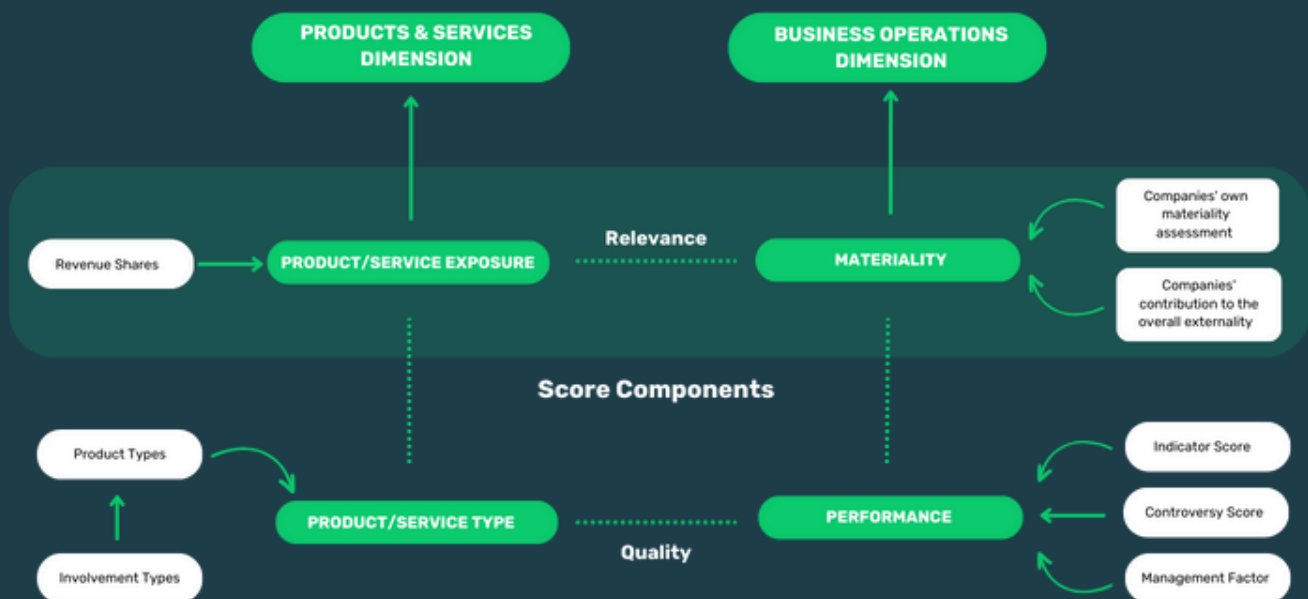 PRODUCTS & SERVICES
DIMENSION
BUSINESS OPERATIONS
DIMENSION
Revenue Shares
PRODUCT/SERVICE EXPOSURE
Relevance
MATERIALITY
Companies' own
materiality
assessment
Companies'
contribution to the
overall externality
Score Components
Product Types
Involvement Types
PRODUCT/SERVICE TYPE
Quality
PERFORMANCE
Indicator Score
Controversy Score
Management Factor